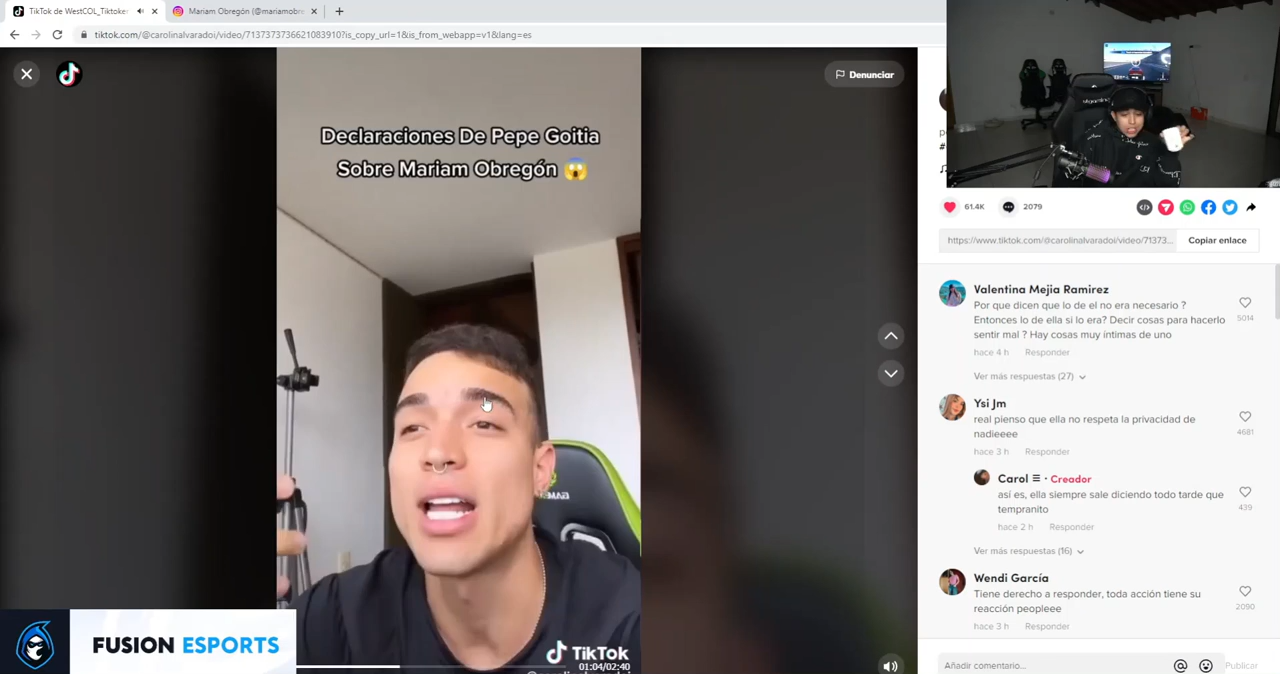 TikTok de WestCOL_Tiktoker
Mariam Obregón (@mariamobre
tiktok.com/@carolinalvaradoi/video/7137373736621083910?is_copy_url=1&is_from_webapp=v1&lang=es
Denunciar
Declaraciones De Pepe Goitia
Sobre Mariam Obregón 😱
TikTok
01:04/02:40
FUSION ESPORTS
61.4K
2079
https://www.tiktok.com/@carolinalvaradoi/video/71373...
Copiar enlace
Valentina Mejia Ramirez
Por que dicen que lo de el no era necesario ?
Entonces lo de ella si lo era? Decir cosas para hacerlo
sentir mal ? Hay cosas muy íntimas de uno
5014
hace 4 h Responder
Ver más respuestas (27)
Ysi Jm
real pienso que ella no respeta la privacidad de
nadieeee
4681
hace 3 h Responder
Carol ☰ · Creador
así es, ella siempre sale diciendo todo tarde que
tempranito
439
hace 2 h Responder
Ver más respuestas (16)
Wendi García
Tiene derecho a responder, toda acción tiene su
reacción peopleee
2090
hace 3 h Responder
Añadir comentario...
Publicar